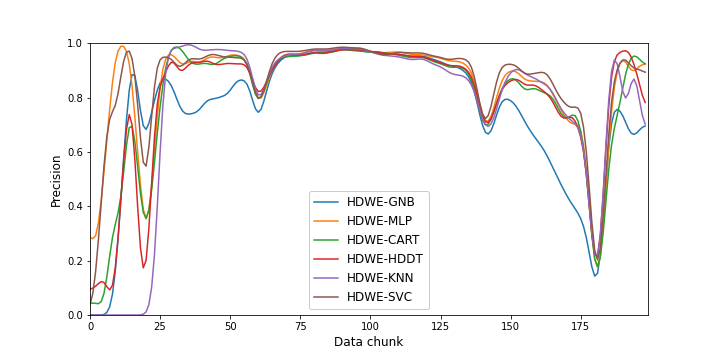 1.0
0.8
0.6
0.4
0.2
0.0
Precision
HDWE-GNB
HDWE-MLP
HDWE-CART
HDWE-HDDT
HDWE-KNN
HDWE-SVC
0 25 50 75 100 125 150 175
Data chunk